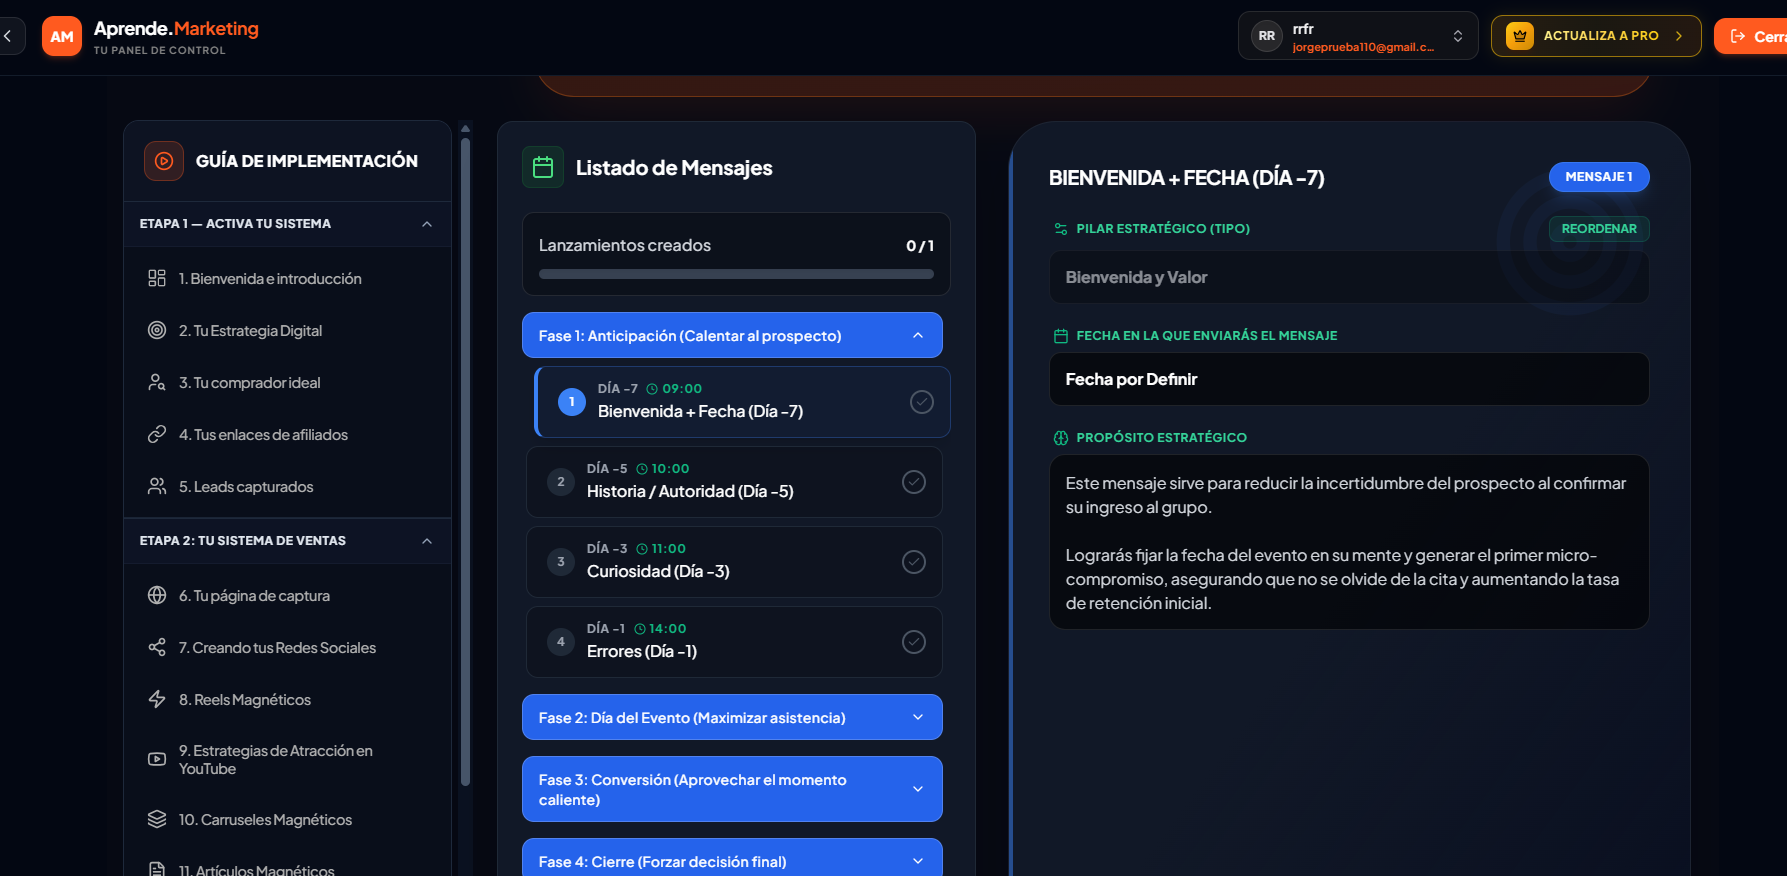 AM
Aprende.Marketing
TU PANEL DE CONTROL
RR
rrfr
jorgeprueba110@gmail.c...
ACTUALIZA A PRO
Cerra
GUÍA DE IMPLEMENTACIÓN
ETAPA 1 — ACTIVA TU SISTEMA
1. Bienvenida e introducción
2. Tu Estrategia Digital
3. Tu comprador ideal
4. Tus enlaces de afiliados
5. Leads capturados
ETAPA 2: TU SISTEMA DE VENTAS
6. Tu página de captura
7. Creando tus Redes Sociales
8. Reels Magnéticos
9. Estrategias de Atracción en
YouTube
10. Carruseles Magnéticos
11. Artículos Magnéticos
Listado de Mensajes
Lanzamientos creados
0 / 1
Fase 1: Anticipación (Calentar al prospecto)
1
DÍA -7 09:00
Bienvenida + Fecha (Día -7)
2
DÍA -5 10:00
Historia / Autoridad (Día -5)
3
DÍA -3 11:00
Curiosidad (Día -3)
4
DÍA -1 14:00
Errores (Día -1)
Fase 2: Día del Evento (Maximizar asistencia)
Fase 3: Conversión (Aprovechar el momento
caliente)
Fase 4: Cierre (Forzar decisión final)
BIENVENIDA + FECHA (DÍA -7)
MENSAJE 1
PILAR ESTRATÉGICO (TIPO)
REORDENAR
Bienvenida y Valor
FECHA EN LA QUE ENVIARÁS EL MENSAJE
Fecha por Definir
PROPÓSITO ESTRATÉGICO
Este mensaje sirve para reducir la incertidumbre del prospecto al confirmar
su ingreso al grupo.
Lograrás fijar la fecha del evento en su mente y generar el primer micro-
compromiso, asegurando que no se olvide de la cita y aumentando la tasa
de retención inicial.